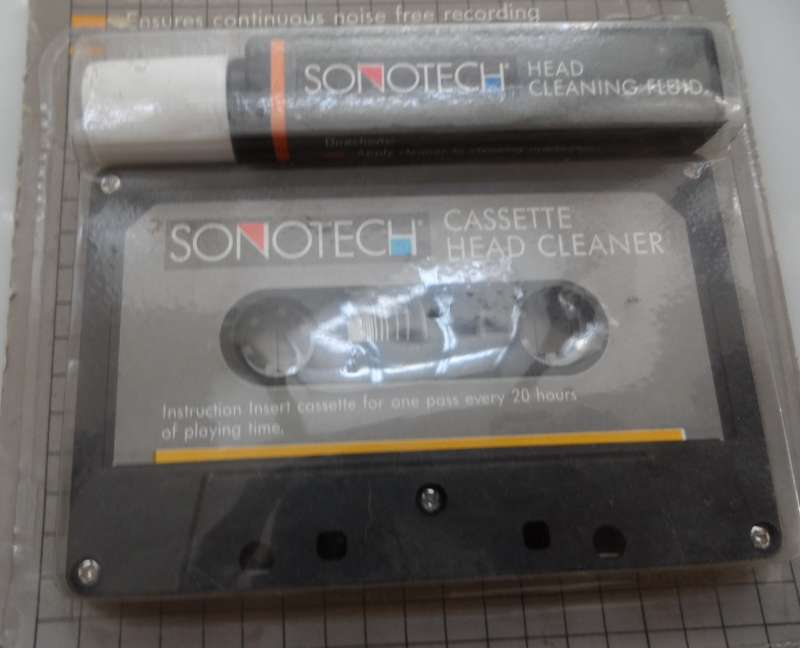 Ensures continuous noise free recording
SONOTECH HEAD
CLEANING FLUID
Directions:
SONOTECH CASSETTE
HEAD CLEANER
Instruction Insert cassette for one pass every 20 hours
of playing time.